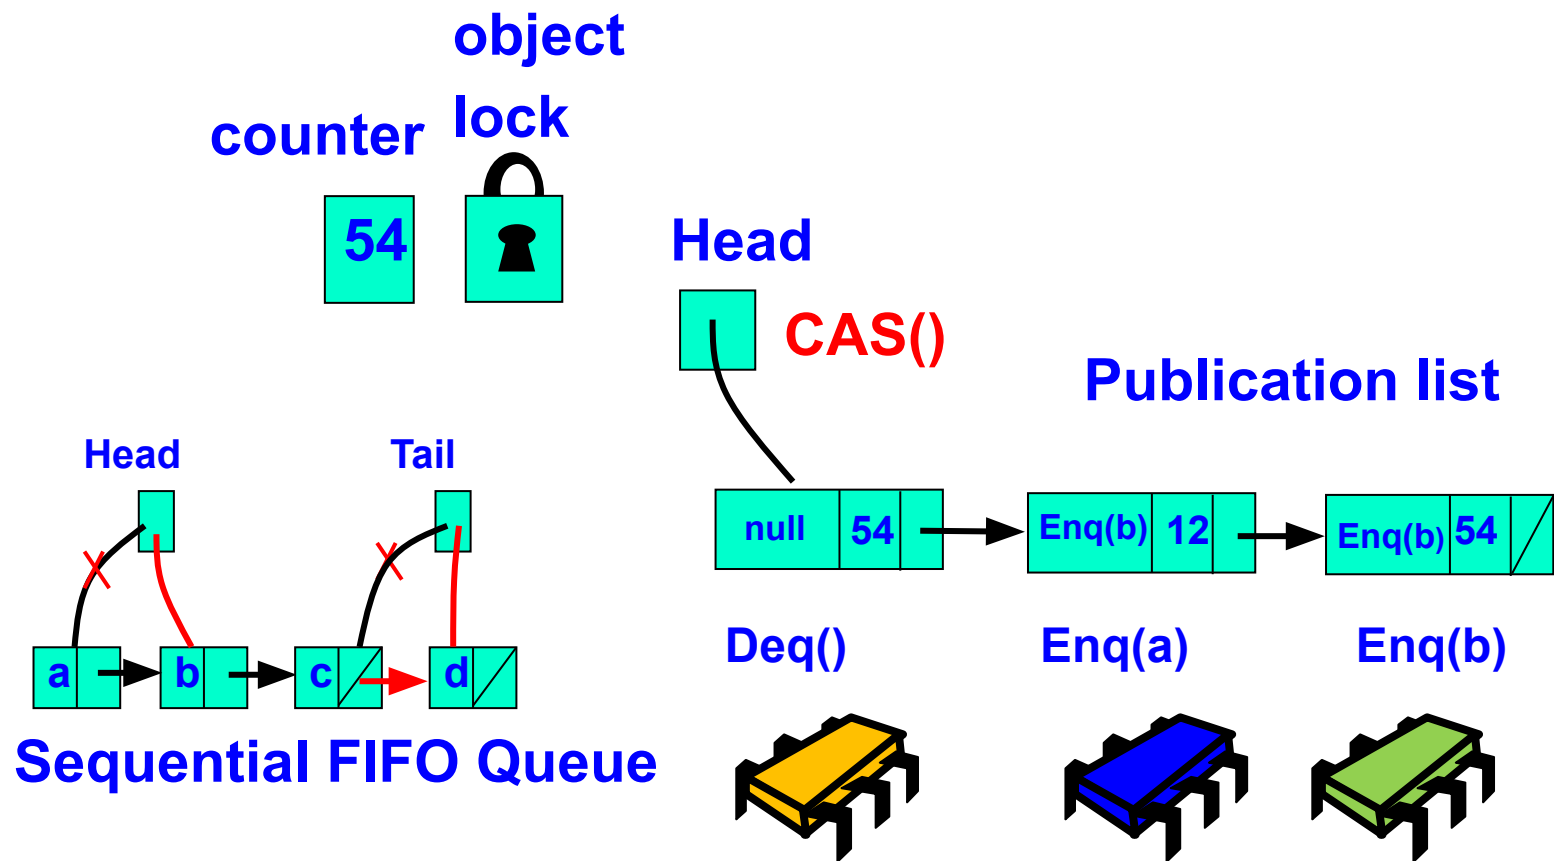 object
lock
counter
54
Head
CAS()
Publication list
Head
Tail
null 54
Enq(b) 12
Enq(b) 54
a
b
c
d
Deq()
Enq(a)
Enq(b)
Sequential FIFO Queue